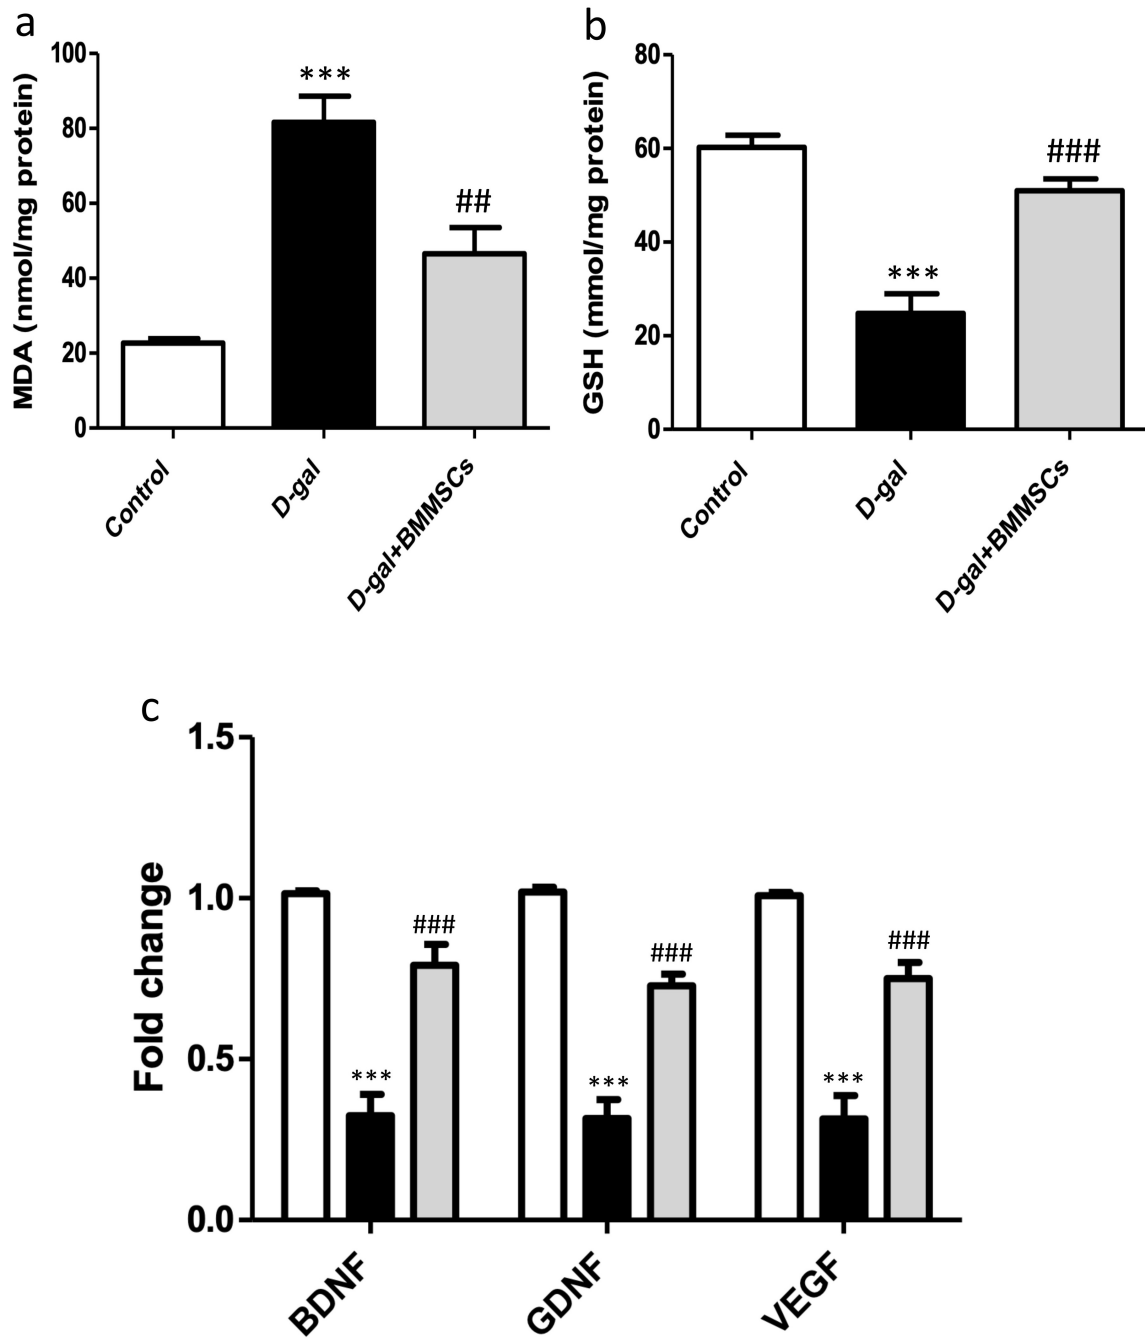 a
MDA (nmol/mg protein)
100
80
60
40
20
0
***
##
Control
D-gal
D-gal+BMMSCs
b
GSH (mmol/mg protein)
80
60
40
20
0
***
###
Control
D-gal
D-gal+BMMSCs
c
Fold change
1.5
1.0
0.5
0.0
***
###
***
###
***
###
BDNF
GDNF
VEGF